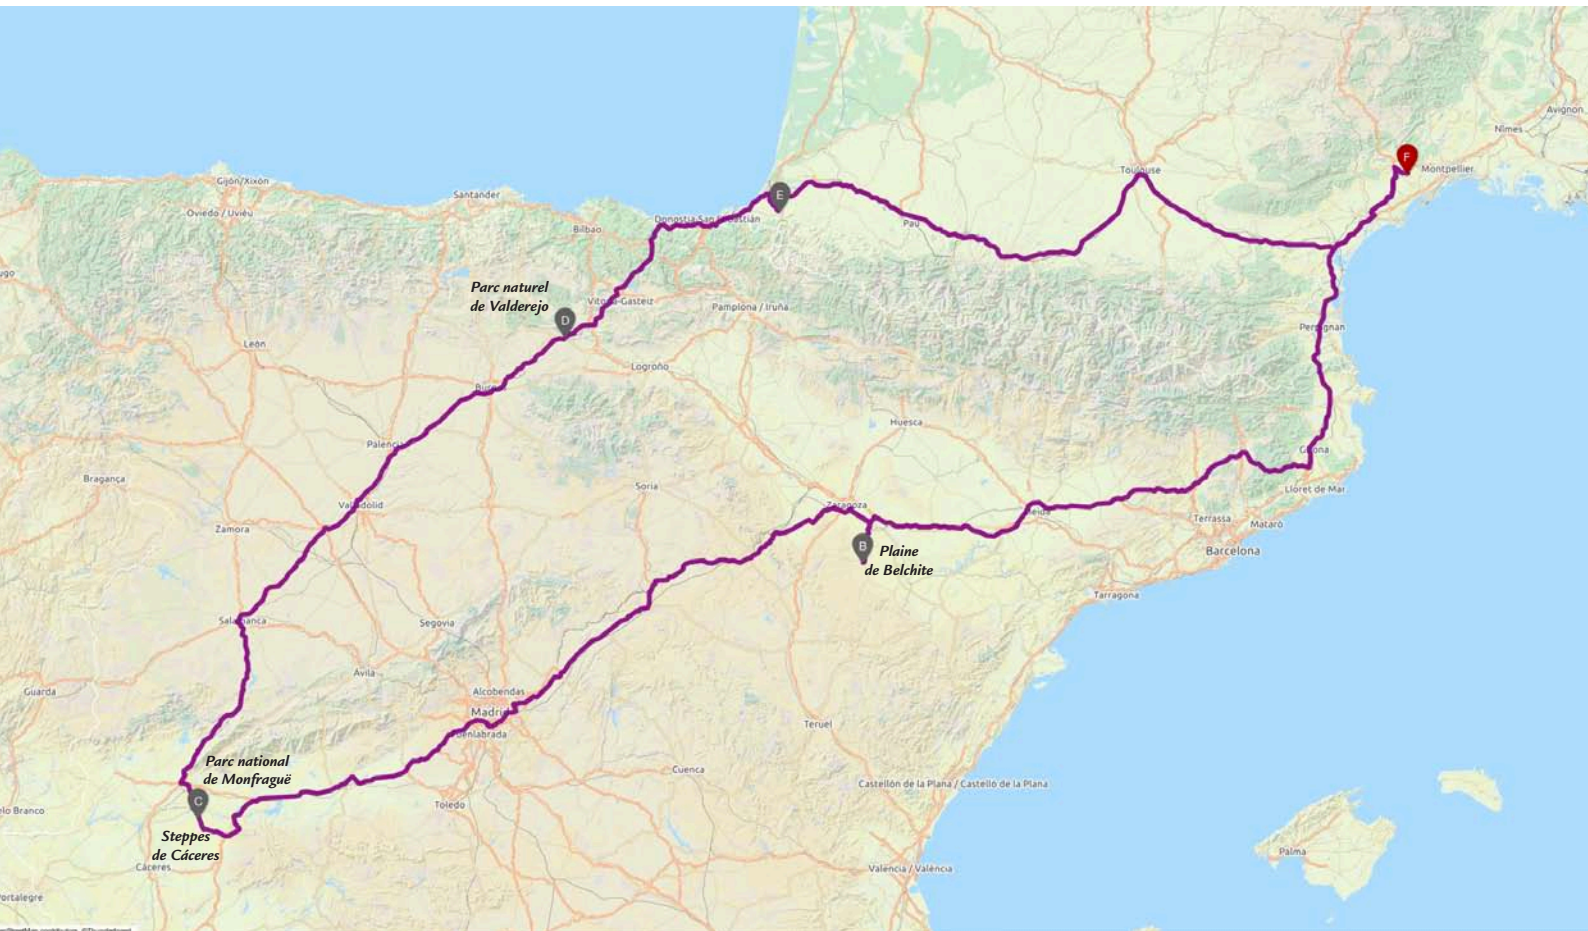 Avignon
Nîmes
F
Montpellier
Toulouse
Gijón/Xixón
Santander
E
Oviedo / Uviéu
Donostia-San Sebastián
Bilbao
Pau
Parc naturel
de Valderejo
Vitoria-Gasteiz
Pamplona / Iruña
D
Perpignan
León
Logroño
Burgos
Huesca
Palencia
Girona
Bragança
Soria
Lloret de Mar
Valladolid
Zaragoza
Lleida
Zamora
Terrassa
Mataró
B
Plaine
de Belchite
Barcelona
Tarragona
Salamanca
Segovia
Ávila
Guarda
Alcobendas
Madrid
Teruel
Fuenlabrada
Parc national
de Monfraguë
Cuenca
Castellón de la Plana / Castelló de la Plana
C
Toledo
elo Branco
Steppes
de Cáceres
Palma
Cáceres
Valencia / València
Portalegre